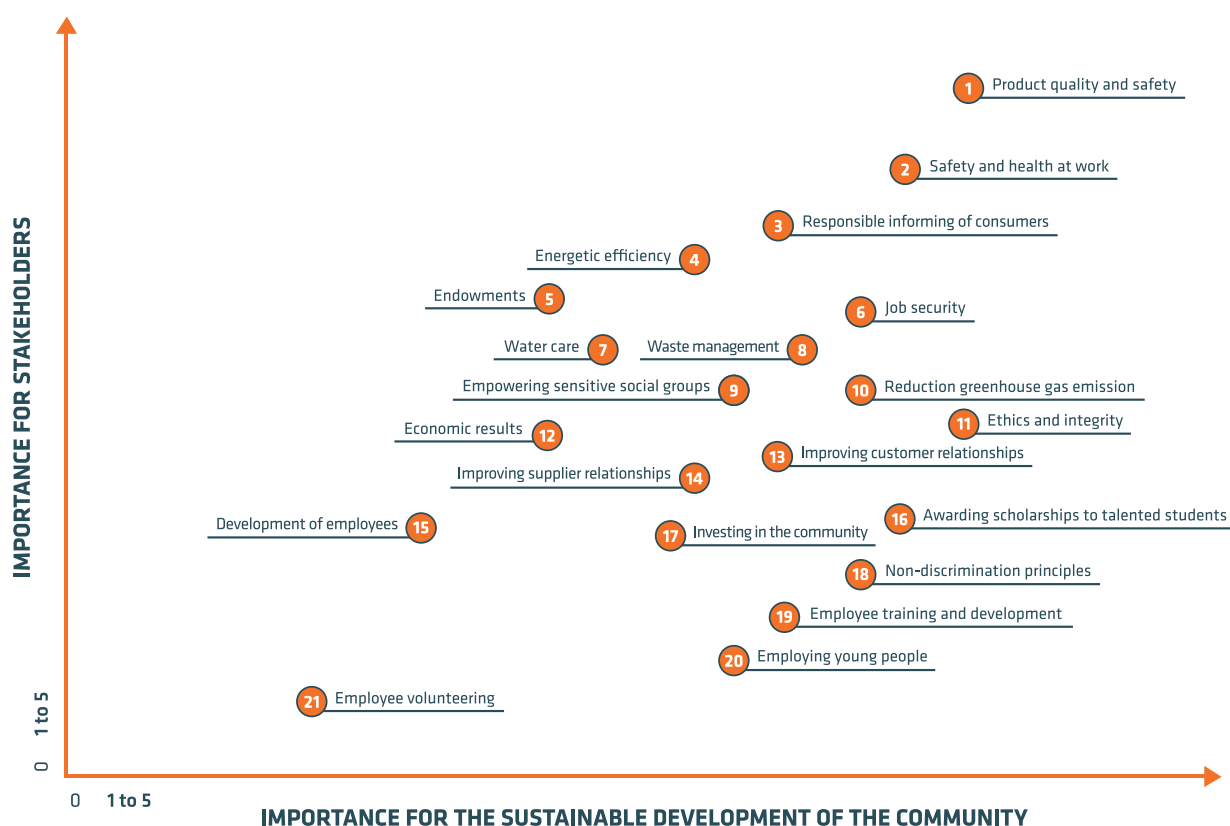 1 Product quality and safety
2 Safety and health at work
3 Responsible informing of consumers
Energetic efficiency 4
Endowments 5
6 Job security
Water care 7
Waste management 8
Empowering sensitive social groups 9
10 Reduction greenhouse gas emission
11 Ethics and integrity
Economic results 12
13 Improving customer relationships
Improving supplier relationships 14
Development of employees 15
16 Awarding scholarships to talented students
17 Investing in the community
18 Non-discrimination principles
19 Employee training and development
20 Employing young people
21 Employee volunteering
IMPORTANCE FOR STAKEHOLDERS
0 1 to 5
0 1 to 5
IMPORTANCE FOR THE SUSTAINABLE DEVELOPMENT OF THE COMMUNITY